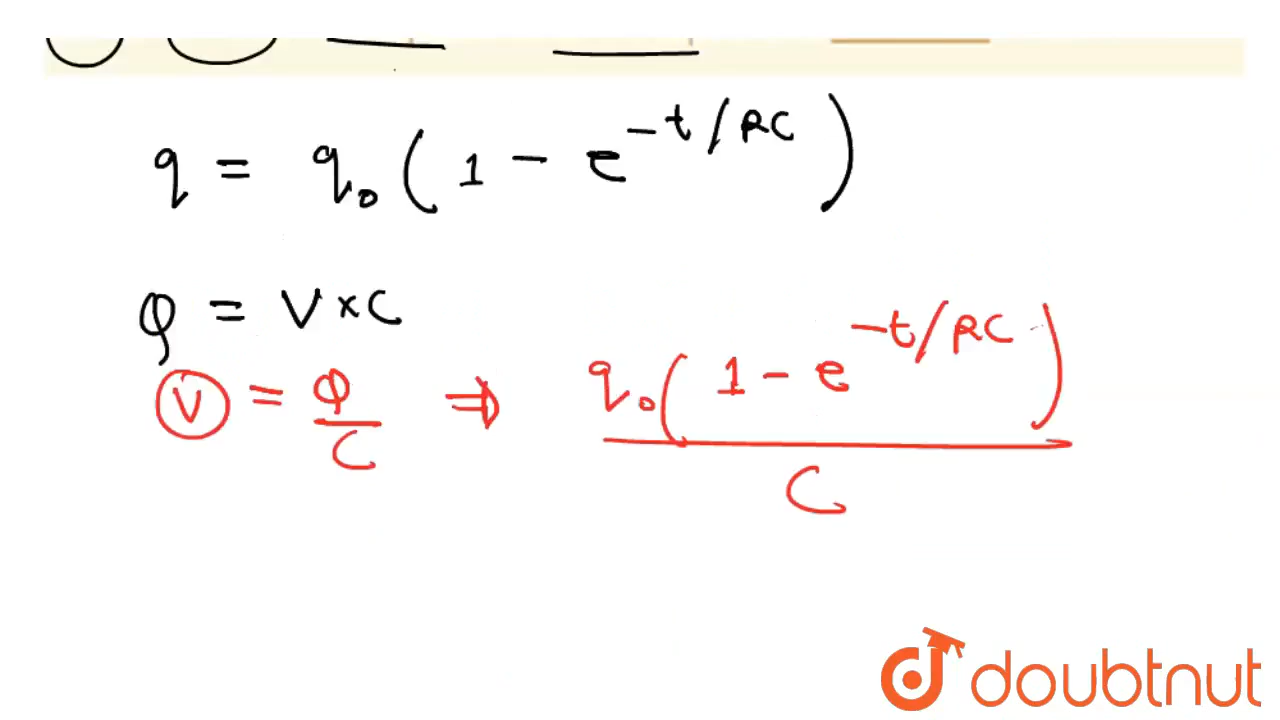 q = q₀ ( 1 - e^{-t/RC} )
Q = V × C
V = Q/C ⇒ q₀( 1 - e^{-t/RC} )/C
doubtnut